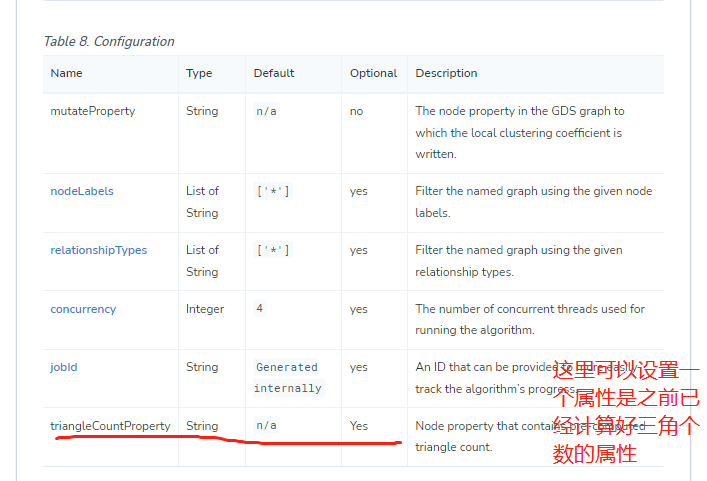 Table 8. Configuration
Name Type Default Optional Description
mutateProperty String n/a no The node property in the GDS graph to
which the local clustering coefficient is
written.
nodeLabels List of ['*'] yes Filter the named graph using the given node
String labels.
relationshipTypes List of ['*'] yes Filter the named graph using the given
String relationship types.
concurrency Integer 4 yes The number of concurrent threads used for
running the algorithm.
jobId String Generated yes An ID that can be provided to more easily
internally track the algorithm's progress.
triangleCountProperty String n/a Yes Node property that contains pre-computed
triangle count.
这里可以设置一
个属性是之前已
经计算好三角个
数的属性